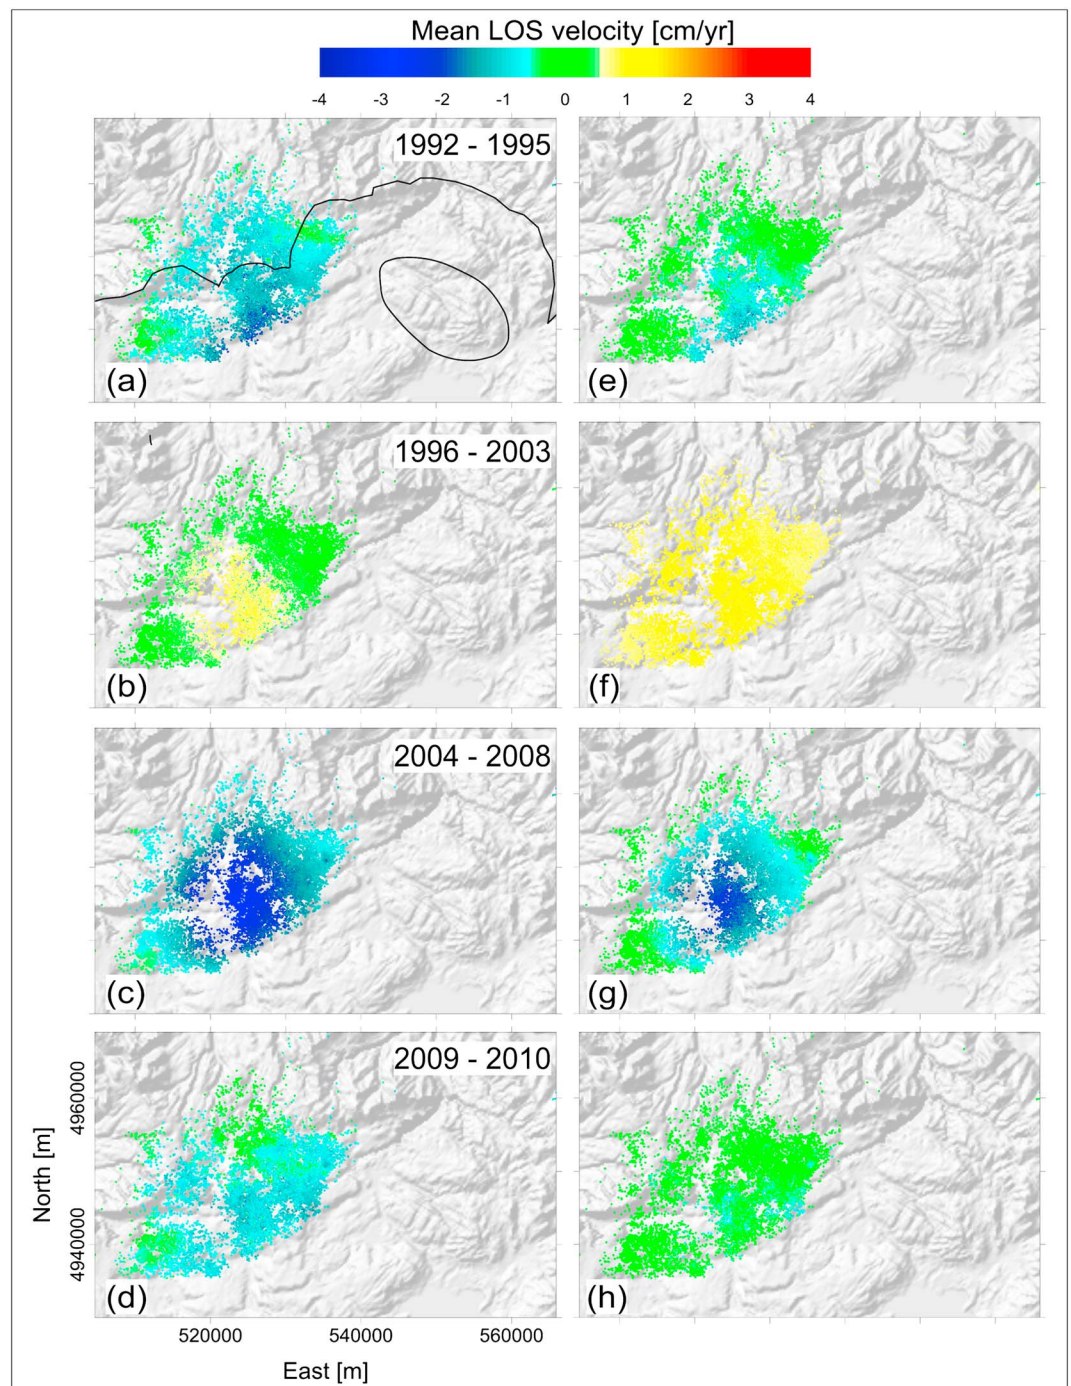 Mean LOS velocity [cm/yr]
-4 -3 -2 -1 0 1 2 3 4
1992 - 1995
(a) (e)
1996 - 2003
(b) (f)
2004 - 2008
(c) (g)
2009 - 2010
(d) (h)
North [m]
4960000
4940000
520000 540000 560000
East [m]